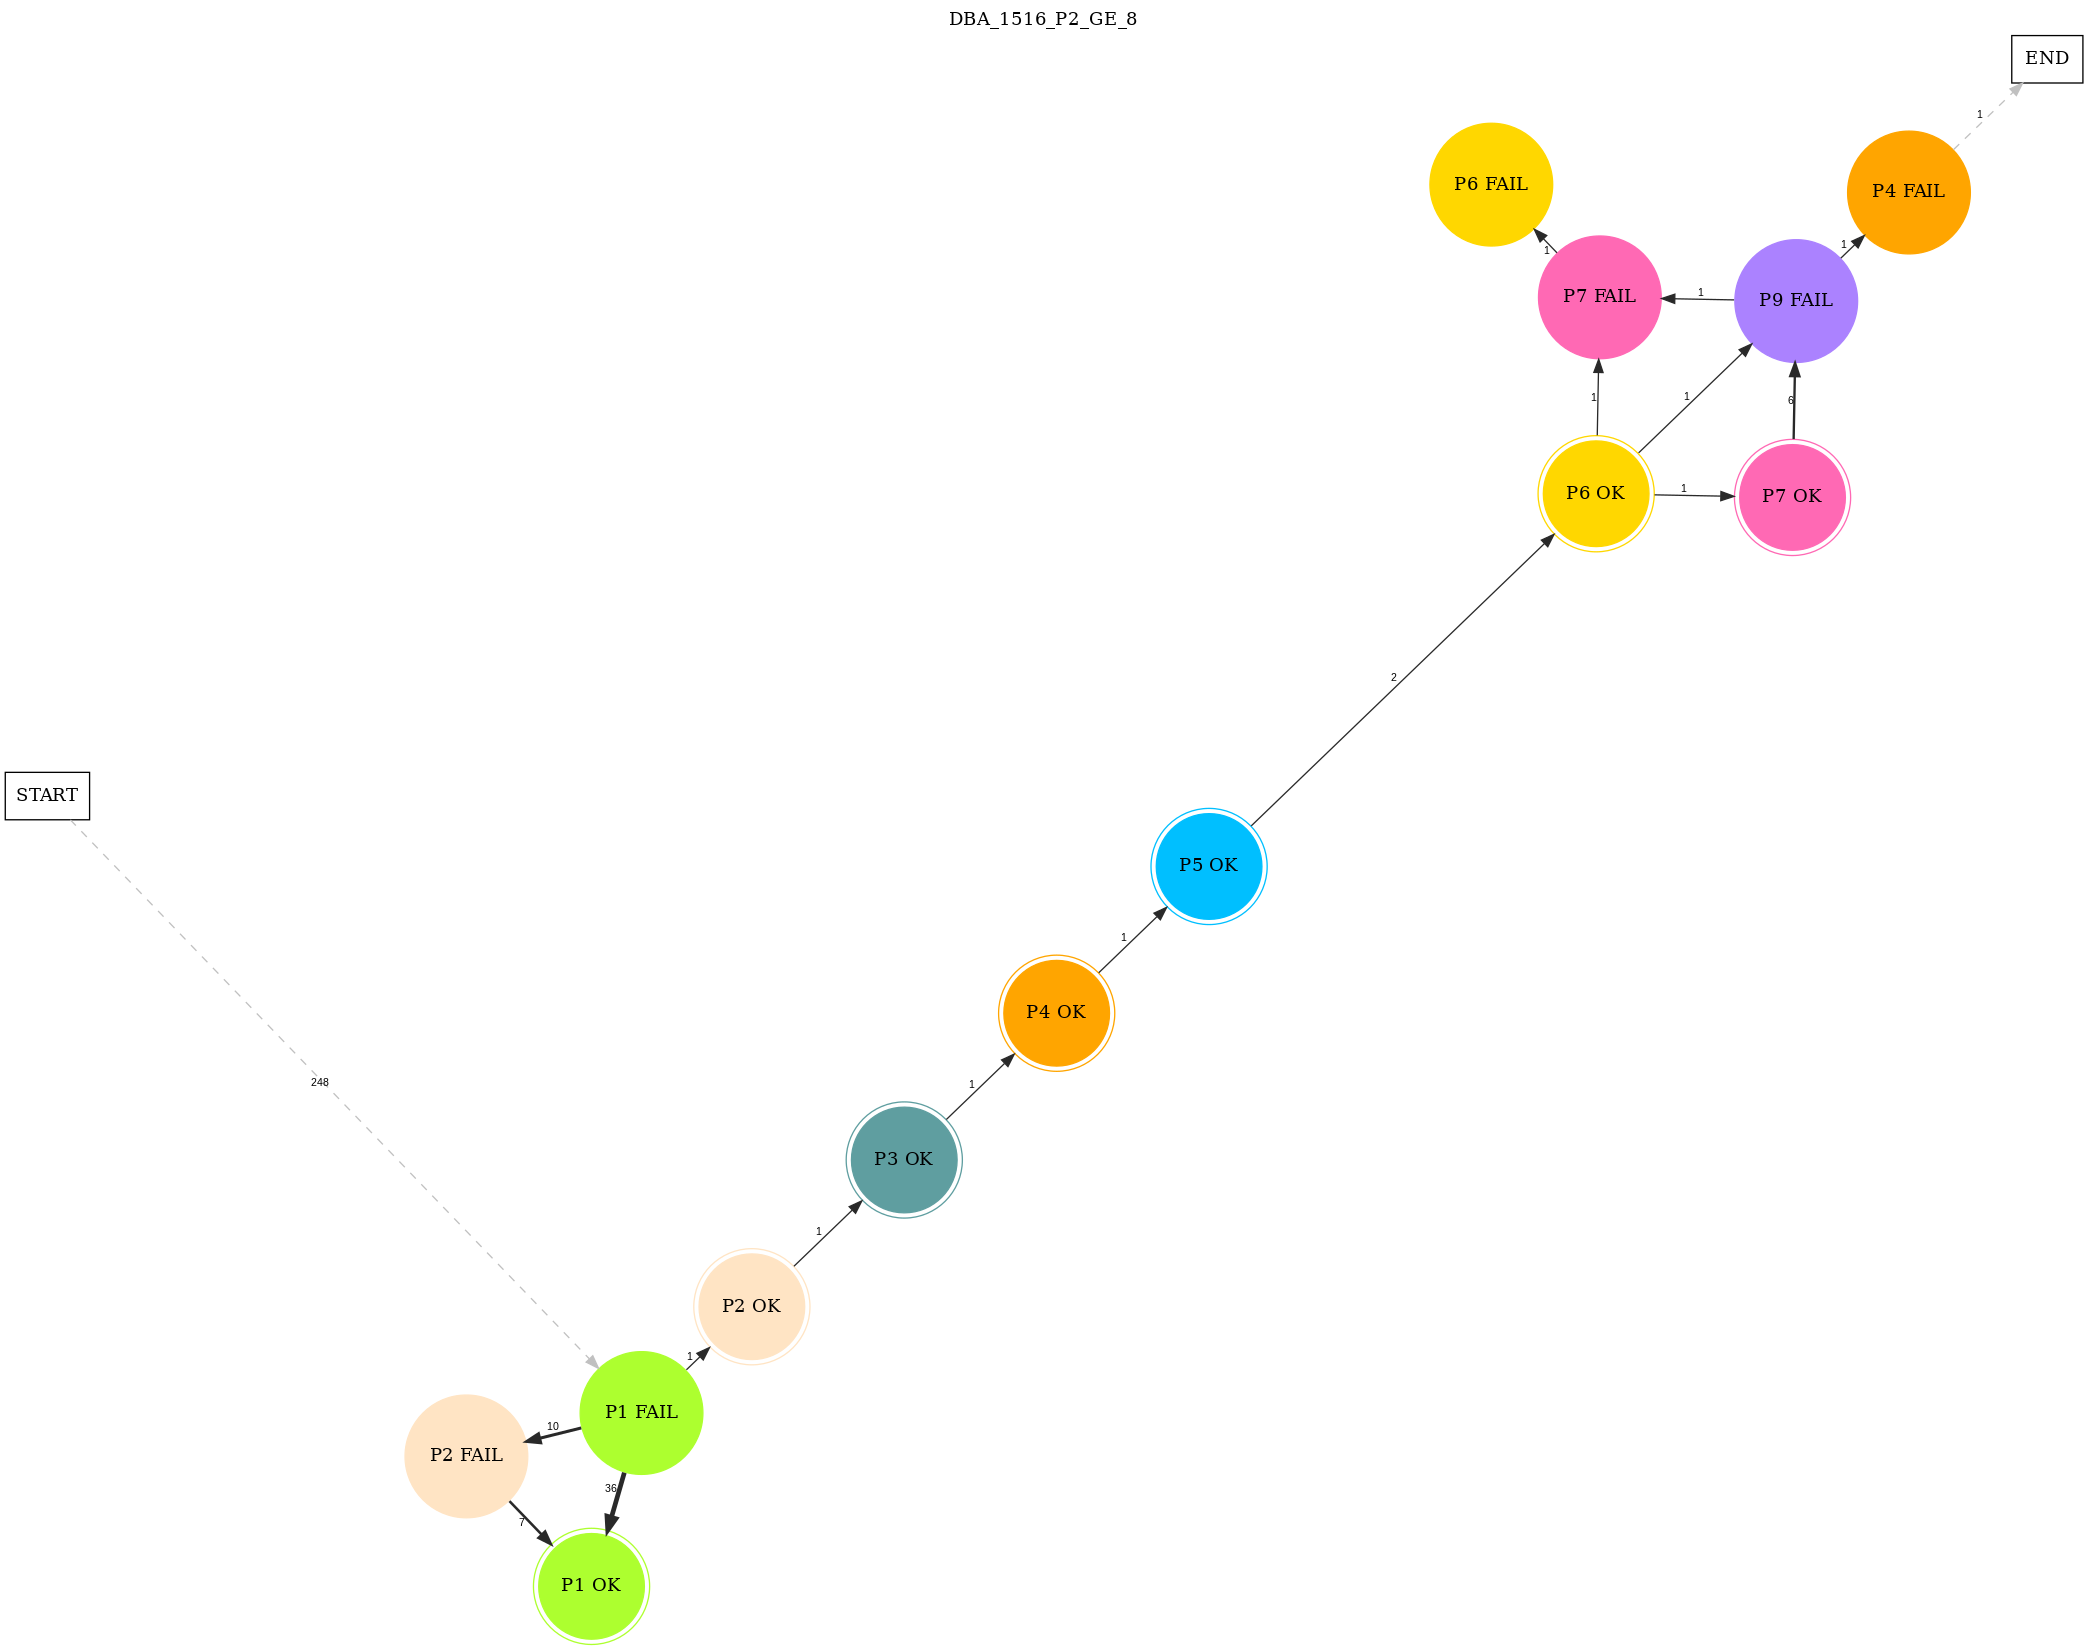 DBA_1516_P2_GE_8
END
1
P6 FAIL
P4 FAIL
1
1
P7 FAIL
1
P9 FAIL
1
1
6
P6 OK
1
P7 OK
2
START
P5 OK
1
P4 OK
248
1
P3 OK
1
P2 OK
1
P1 FAIL
10
P2 FAIL
36
7
P1 OK